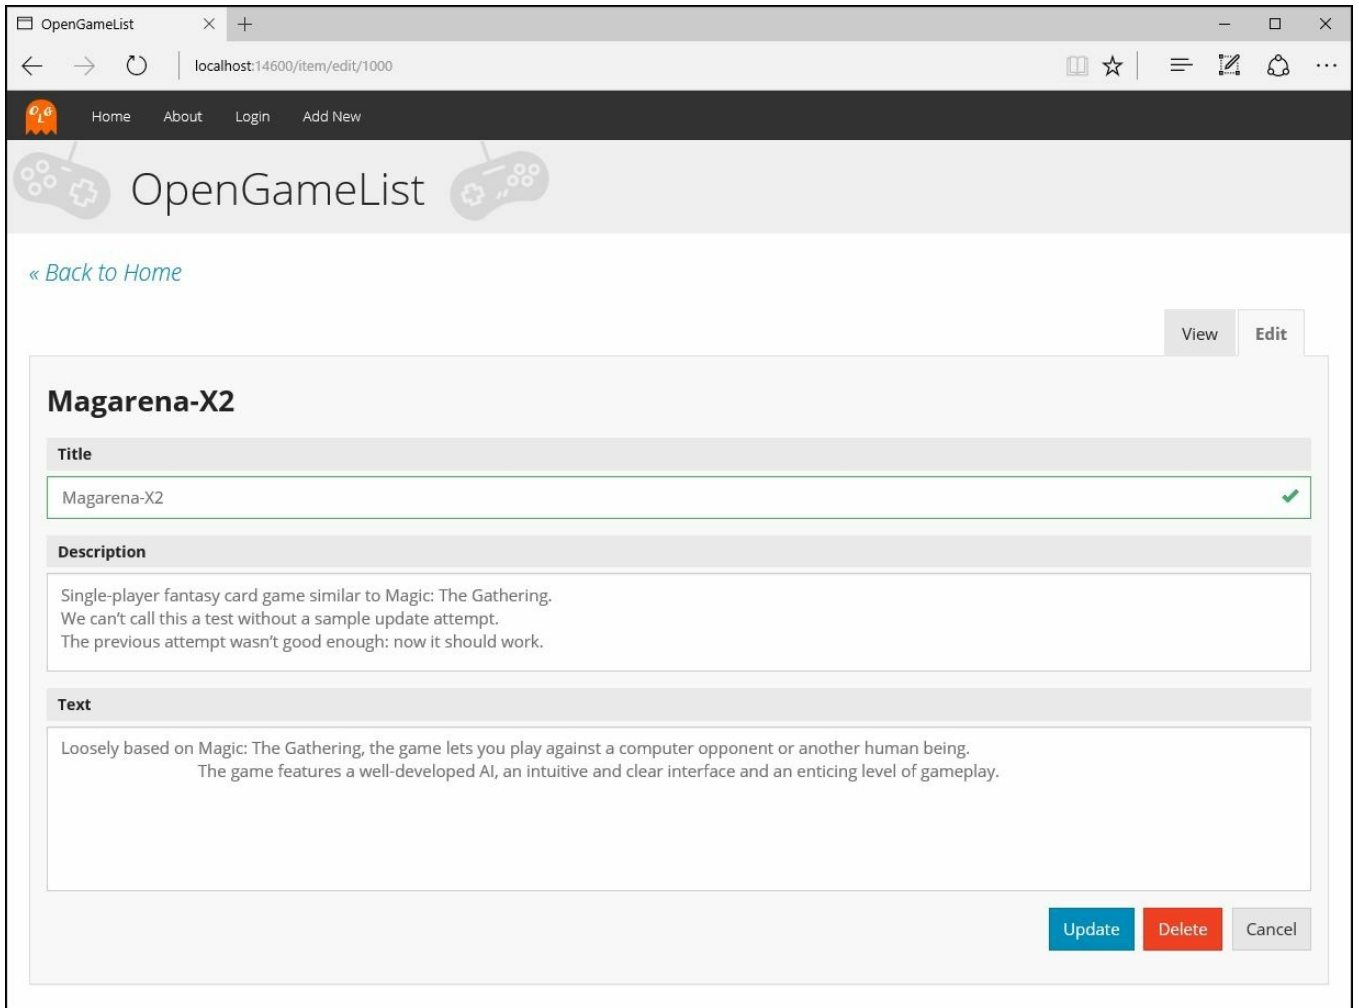 OpenGameList
localhost:14600/item/edit/1000
OLG
Home About Login Add New
OpenGameList
« Back to Home
View Edit
Magarena-X2
Title
Magarena-X2
Description
Single-player fantasy card game similar to Magic: The Gathering.
We can’t call this a test without a sample update attempt.
The previous attempt wasn’t good enough: now it should work.
Text
Loosely based on Magic: The Gathering, the game lets you play against a computer opponent or another human being.
The game features a well-developed AI, an intuitive and clear interface and an enticing level of gameplay.
Update Delete Cancel